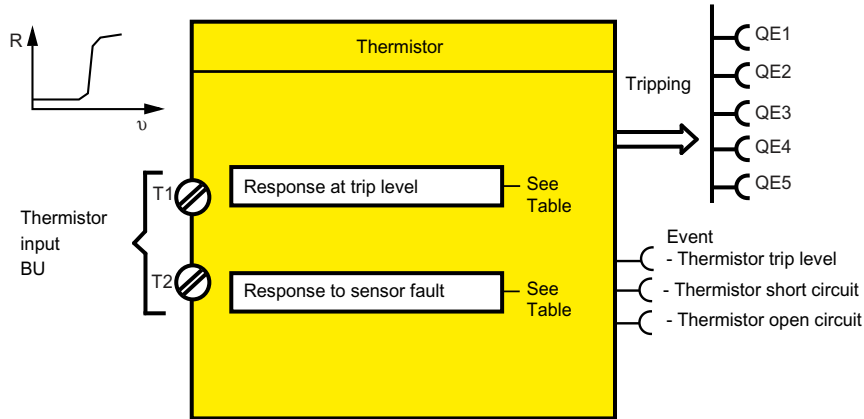 R
υ
Thermistor
Tripping
QE1
QE2
QE3
QE4
QE5
Thermistor
input
BU
T1
T2
Response at trip level
See
Table
Response to sensor fault
See
Table
Event
- Thermistor trip level
- Thermistor short circuit
- Thermistor open circuit